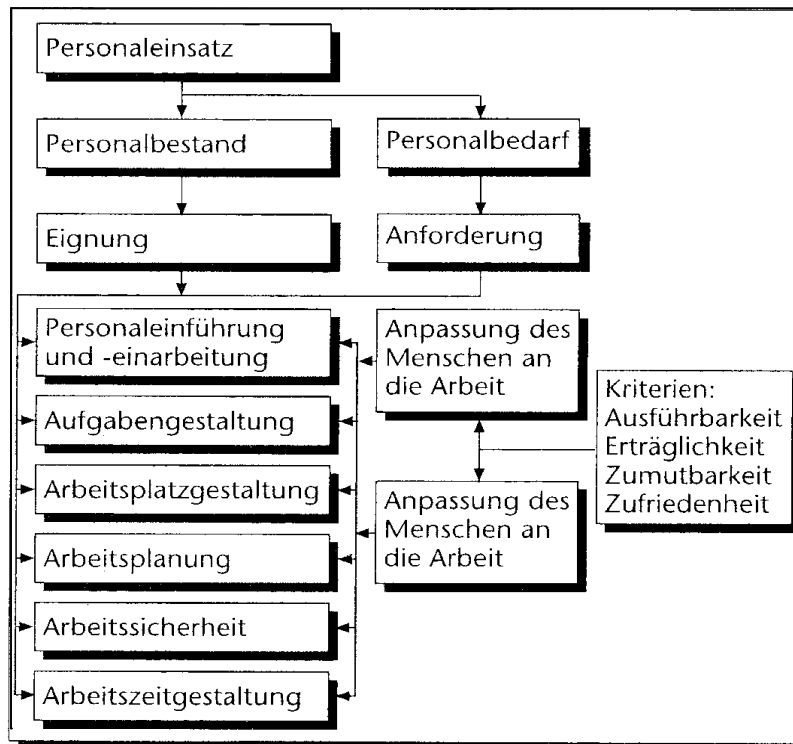 Personaleinsatz
Personalbestand
Personalbedarf
Eignung
Anforderung
Personaleinführung
und -einarbeitung
Aufgabengestaltung
Arbeitsplatzgestaltung
Arbeitsplanung
Arbeitssicherheit
Arbeitszeitgestaltung
Anpassung des
Menschen an
die Arbeit
Anpassung des
Menschen an
die Arbeit
Kriterien:
Ausführbarkeit
Erträglichkeit
Zumutbarkeit
Zufriedenheit